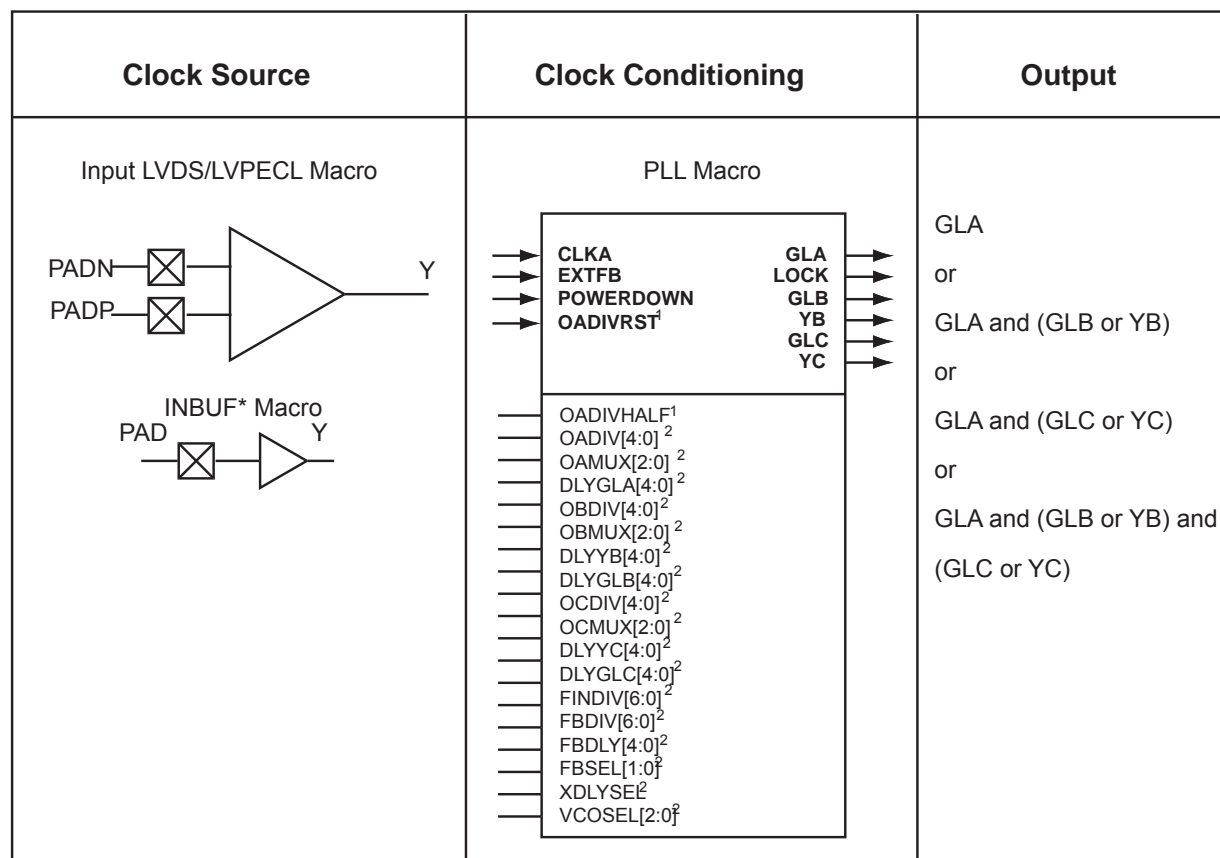 Clock Source
Clock Conditioning
Output
Input LVDS/LVPECL Macro
PADN
PADP
Y
INBUF* Macro
PAD
Y
PLL Macro
CLKA
EXTFB
POWERDOWN
OADIVRST1
GLA
LOCK
GLB
YB
GLC
YC
OADIVHALF1
OADIV[4:0] 2
OAMUX[2:0] 2
DLYGLA[4:0] 2
OBDIV[4:0] 2
OBMUX[2:0] 2
DLYYB[4:0] 2
DLYGLB[4:0] 2
OCDIV[4:0] 2
OCMUX[2:0] 2
DLYYC[4:0] 2
DLYGLC[4:0] 2
FINDIV[6:0] 2
FBDIV[6:0] 2
FBDLY[4:0] 2
FBSEL[1:0] 2
XDLYSEL 2
VCOSEL[2:0] 2
GLA
or
GLA and (GLB or YB)
or
GLA and (GLC or YC)
or
GLA and (GLB or YB) and
(GLC or YC)